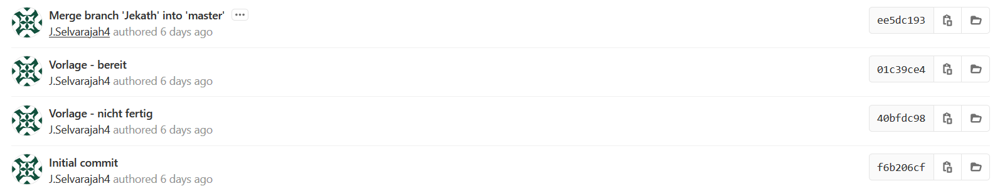 Merge branch 'Jekath' into 'master'
J.Selvarajah4 authored 6 days ago
ee5dc193
Vorlage - bereit
J.Selvarajah4 authored 6 days ago
01c39ce4
Vorlage - nicht fertig
J.Selvarajah4 authored 6 days ago
40bfdc98
Initial commit
J.Selvarajah4 authored 6 days ago
f6b206cf